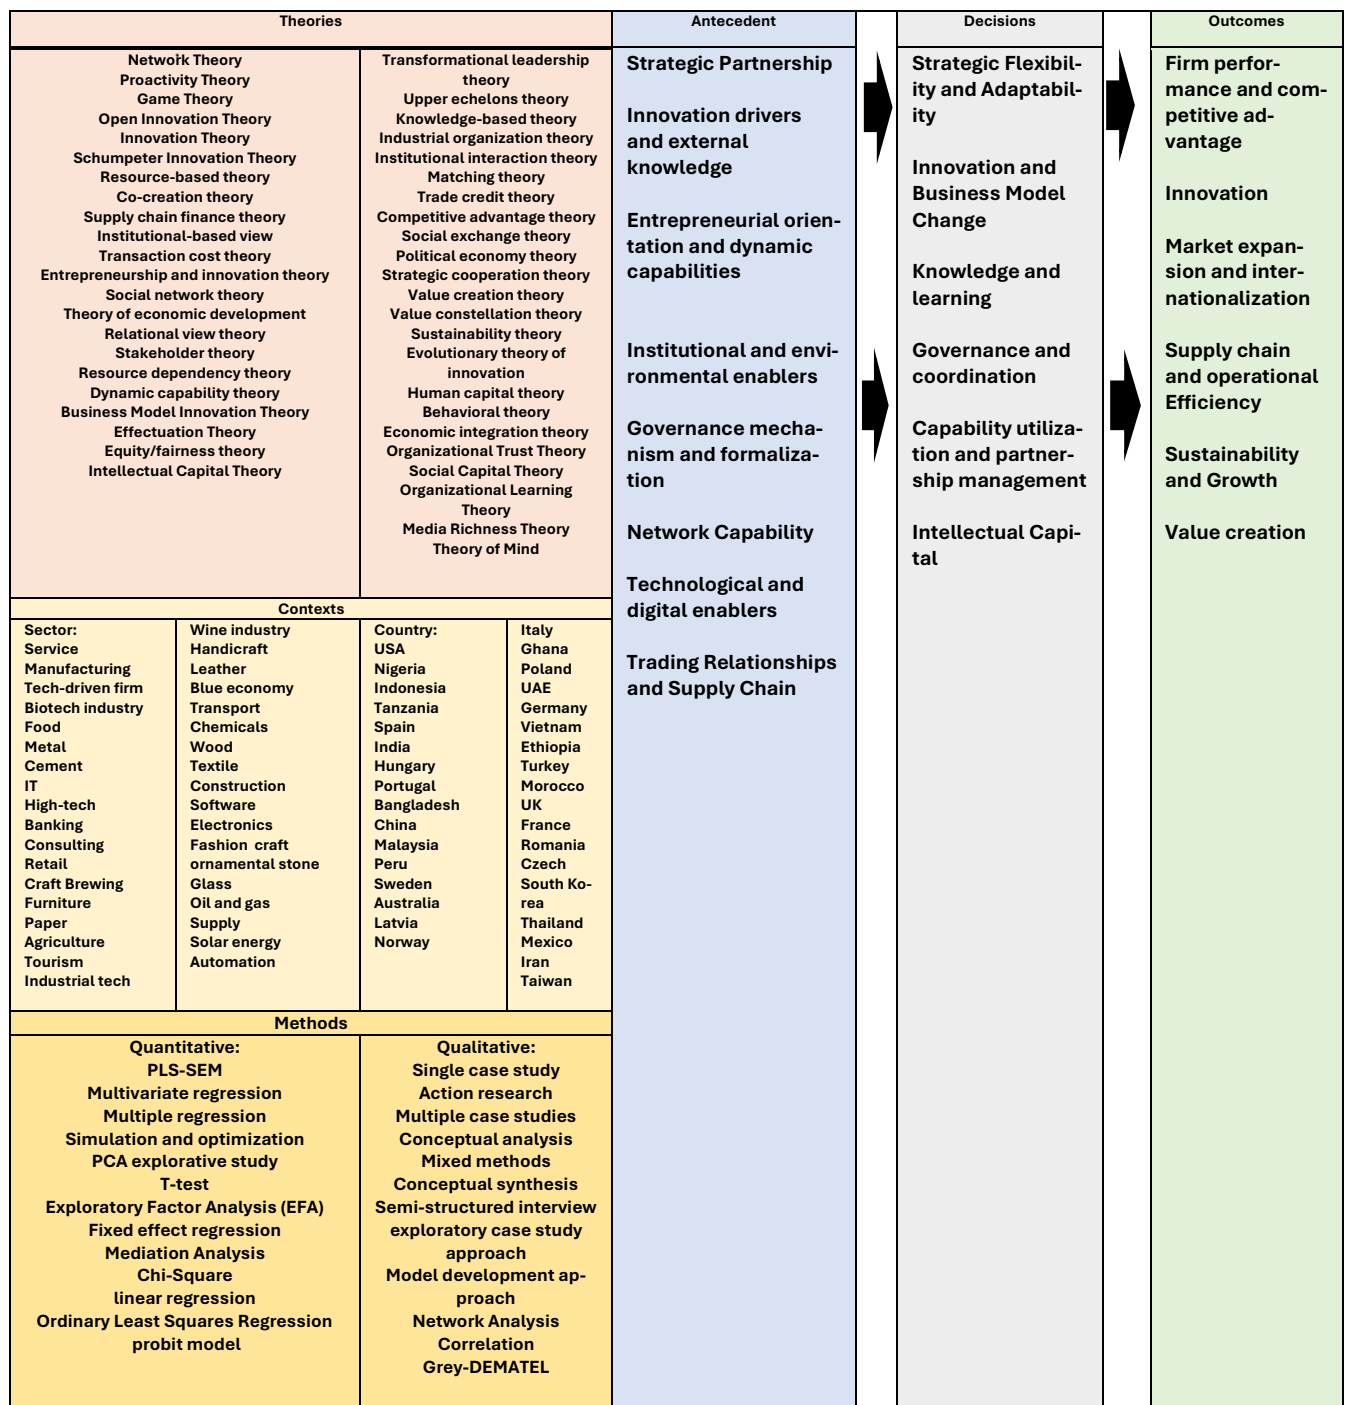 Theories
Network Theory
Proactivity Theory
Game Theory
Open Innovation Theory
Innovation Theory
Schumpeter Innovation Theory
Resource-based theory
Co-creation theory
Supply chain finance theory
Institutional-based view
Transaction cost theory
Entrepreneurship and innovation theory
Social network theory
Theory of economic development
Relational view theory
Stakeholder theory
Resource dependency theory
Dynamic capability theory
Business Model Innovation Theory
Effectuation Theory
Equity/fairness theory
Intellectual Capital Theory
Transformational leadership
theory
Upper echelons theory
Knowledge-based theory
Industrial organization theory
Institutional interaction theory
Matching theory
Trade credit theory
Competitive advantage theory
Social exchange theory
Political economy theory
Strategic cooperation theory
Value creation theory
Value constellation theory
Sustainability theory
Evolutionary theory of
innovation
Human capital theory
Behavioral theory
Economic integration theory
Organizational Trust Theory
Social Capital Theory
Organizational Learning
Theory
Media Richness Theory
Theory of Mind
Contexts
Sector:
Service
Manufacturing
Tech-driven firm
Biotech industry
Food
Metal
Cement
IT
High-tech
Banking
Consulting
Retail
Craft Brewing
Furniture
Paper
Agriculture
Tourism
Industrial tech
Wine industry
Handicraft
Leather
Blue economy
Transport
Chemicals
Wood
Textile
Construction
Software
Electronics
Fashion craft
ornamental stone
Glass
Oil and gas
Supply
Solar energy
Automation
Country:
USA
Nigeria
Indonesia
Tanzania
Spain
India
Hungary
Portugal
Bangladesh
China
Malaysia
Peru
Sweden
Australia
Latvia
Norway
Italy
Ghana
Poland
UAE
Germany
Vietnam
Ethiopia
Turkey
Morocco
UK
France
Romania
Czech
South Ko-
rea
Thailand
Mexico
Iran
Taiwan
Methods
Quantitative:
PLS-SEM
Multivariate regression
Multiple regression
Simulation and optimization
PCA explorative study
T-test
Exploratory Factor Analysis (EFA)
Fixed effect regression
Mediation Analysis
Chi-Square
linear regression
Ordinary Least Squares Regression
probit model
Qualitative:
Single case study
Action research
Multiple case studies
Conceptual analysis
Mixed methods
Conceptual synthesis
Semi-structured interview
exploratory case study
approach
Model development ap-
proach
Network Analysis
Correlation
Grey-DEMATEL
Antecedent
Strategic Partnership
Innovation drivers
and external
knowledge
Entrepreneurial orien-
tation and dynamic
capabilities
Institutional and envi-
ronmental enablers
Governance mecha-
nism and formaliza-
tion
Network Capability
Technological and
digital enablers
Trading Relationships
and Supply Chain
Decisions
Strategic Flexibil-
ity and Adaptabil-
ity
Innovation and
Business Model
Change
Knowledge and
learning
Governance and
coordination
Capability utiliza-
tion and partner-
ship management
Intellectual Capi-
tal
Outcomes
Firm perfor-
mance and com-
petitive ad-
vantage
Innovation
Market expan-
sion and inter-
nationalization
Supply chain
and operational
Efficiency
Sustainability
and Growth
Value creation